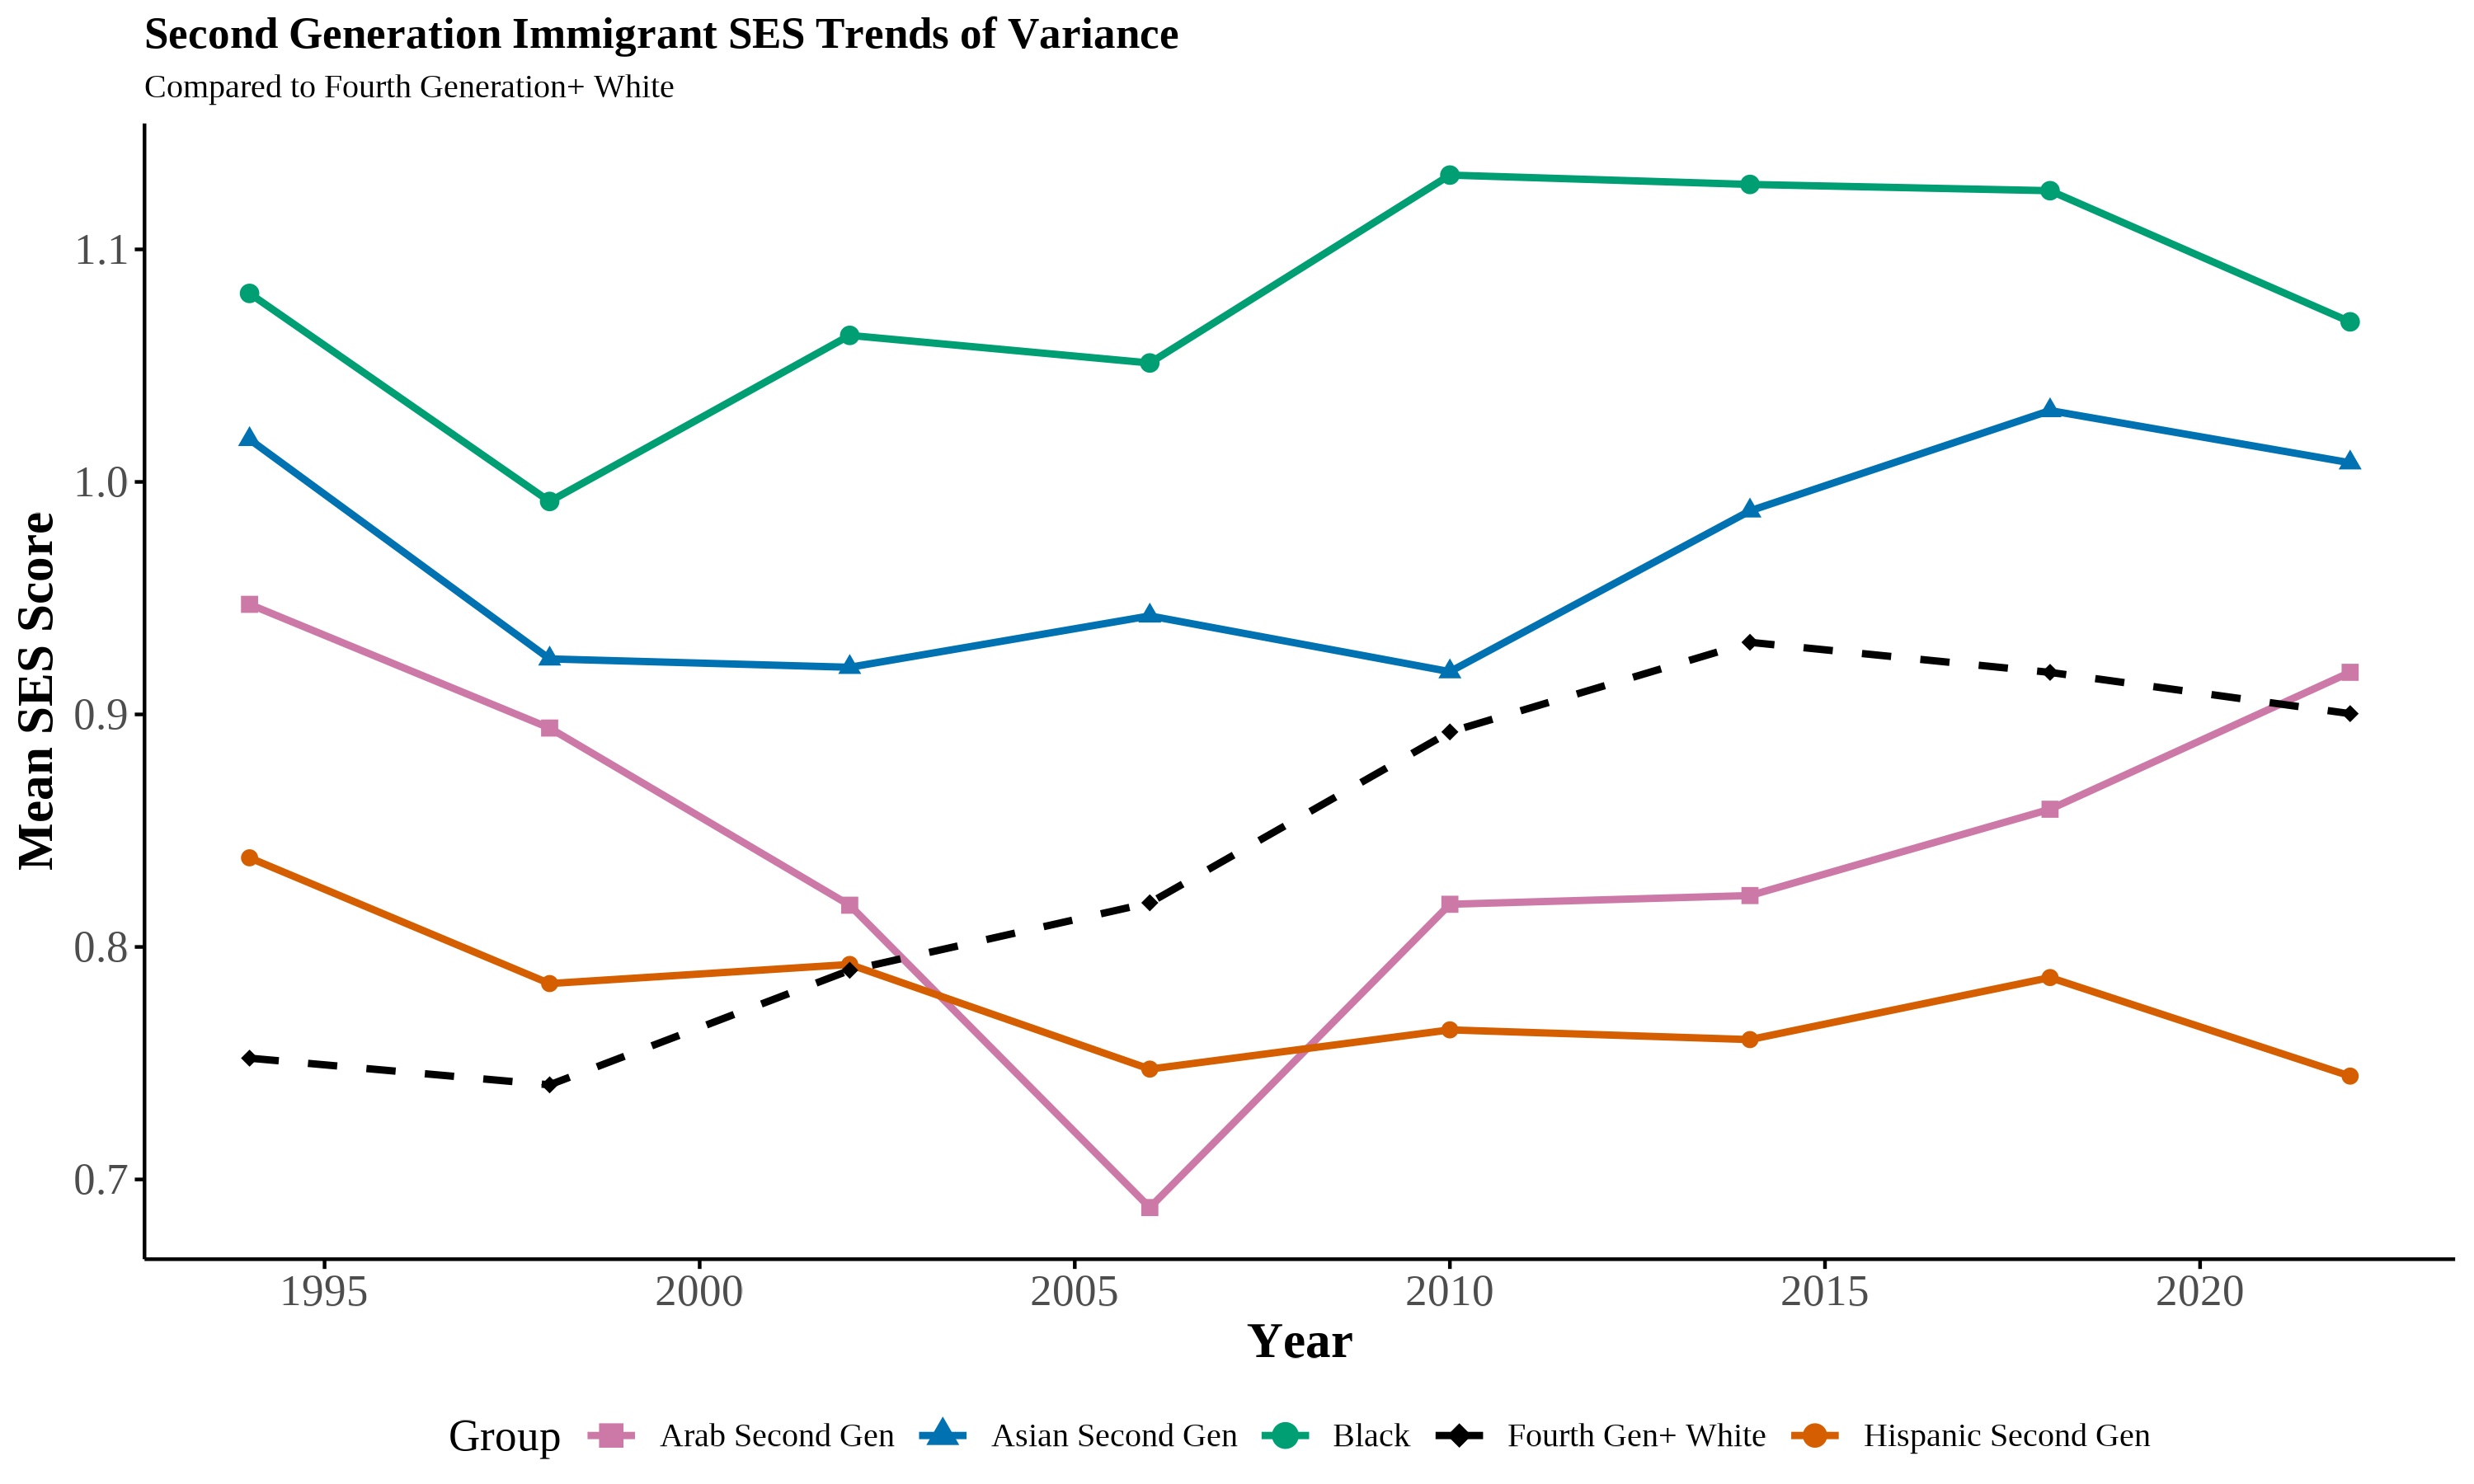 Second Generation Immigrant SES Trends of Variance
Compared to Fourth Generation+ White
Mean SES Score
1.1
1.0
0.9
0.8
0.7
1995 2000 2005 2010 2015 2020
Year
Group Arab Second Gen Asian Second Gen Black Fourth Gen+ White Hispanic Second Gen